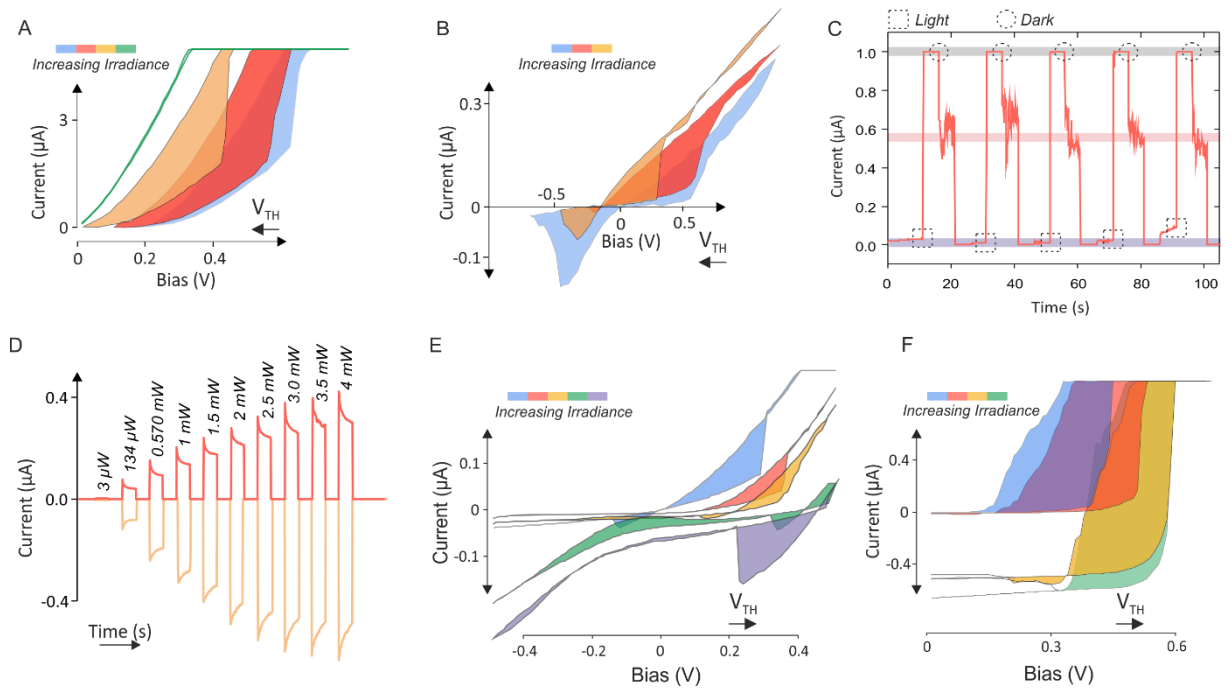 A
Increasing Irradiance
Current (µA)
3
0
V_TH
0
0.2
0.4
Bias (V)
B
Increasing Irradiance
Current (µA)
0.3
0
-0.1
-0.5
0
0.5
Bias (V)
V_TH
C
Light
Dark
Current (µA)
1.0
0.8
0.6
0.4
0.2
0.0
0
20
40
60
80
100
Time (s)
D
Current (µA)
0.4
0.0
-0.4
3 µW
134 µW
0.570 mW
1 mW
1.5 mW
2 mW
2.5 mW
3.0 mW
3.5 mW
4 mW
Time (s)
E
Increasing Irradiance
Current (µA)
0.1
0
-0.1
V_TH
-0.4
-0.2
0
0.2
0.4
Bias (V)
F
Increasing Irradiance
Current (µA)
0.4
0
-0.4
V_TH
0
0.3
0.6
Bias (V)